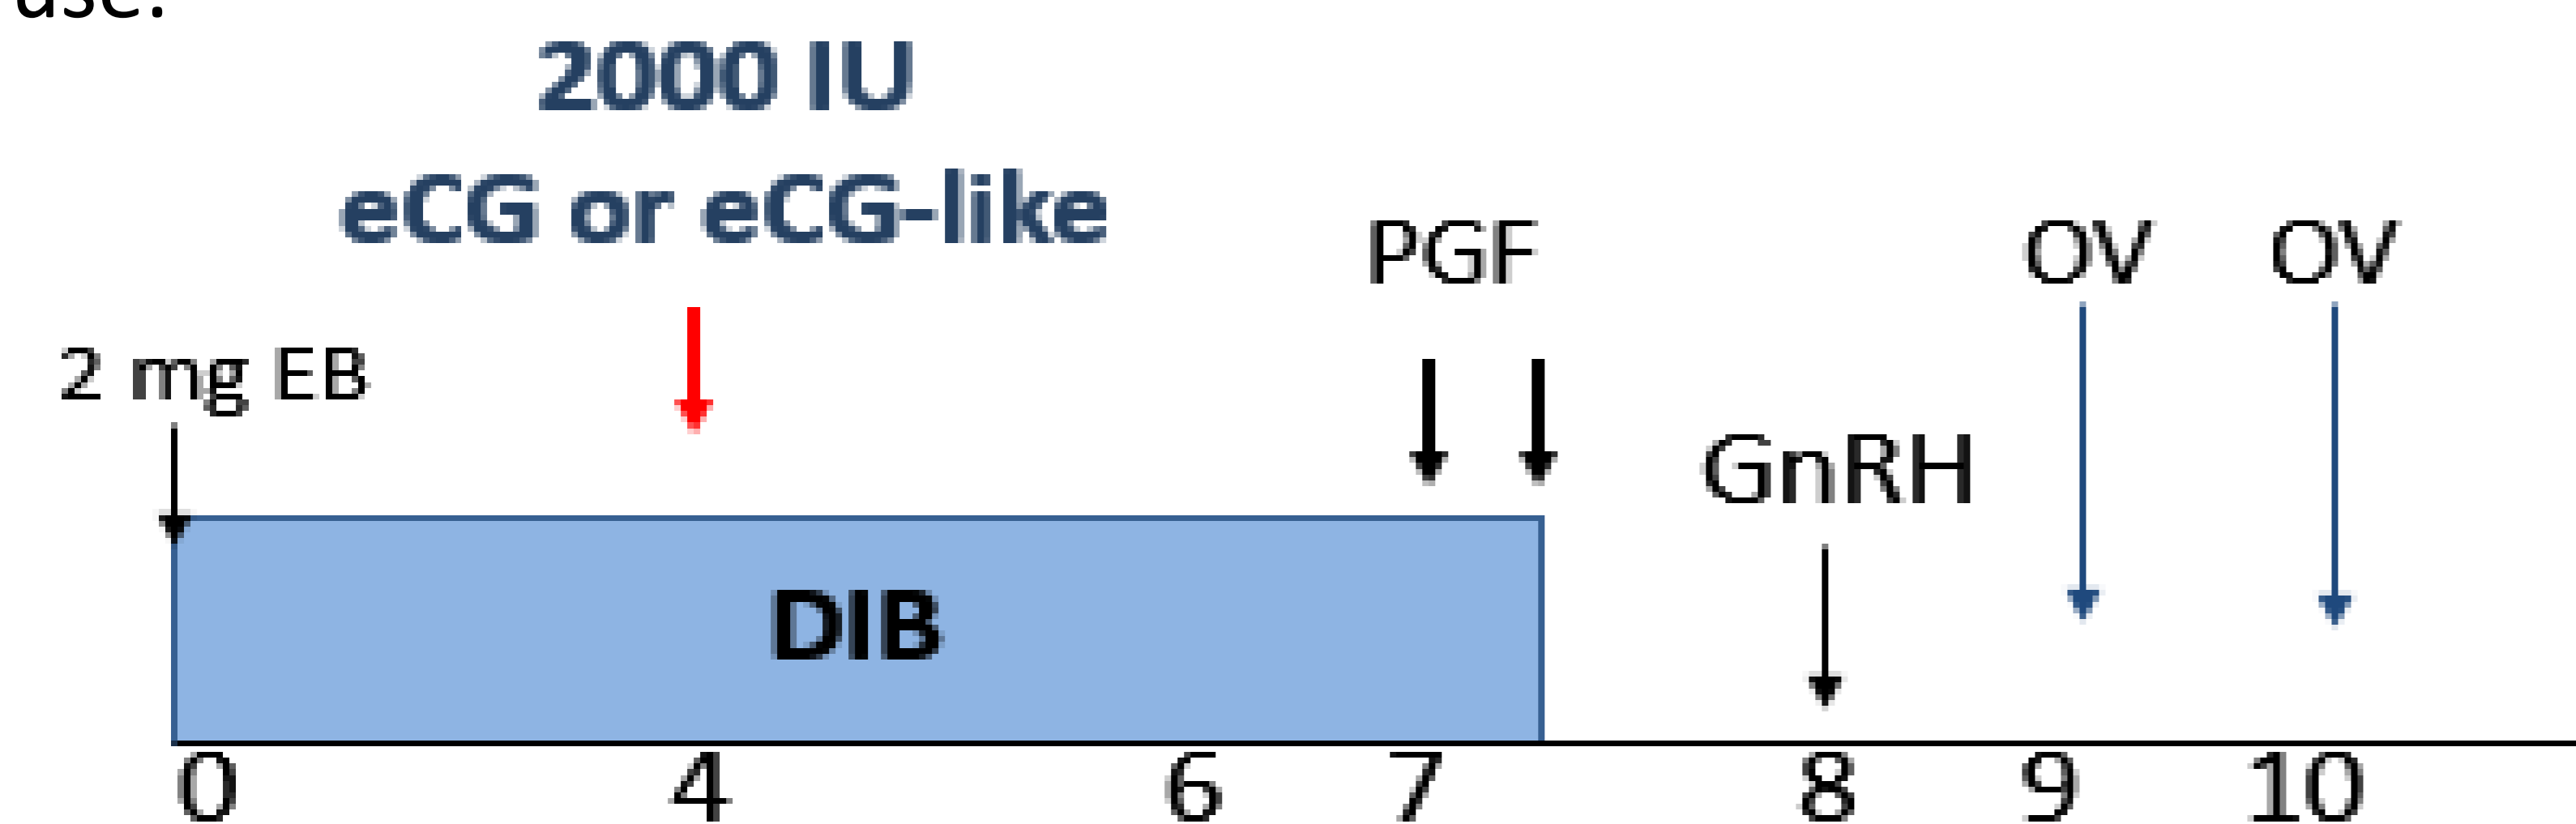 use:
2000 IU
eCG or eCG-like
PGF
OV
OV
2 mg EB
GnRH
DIB
0 4 6 7 8 9 10